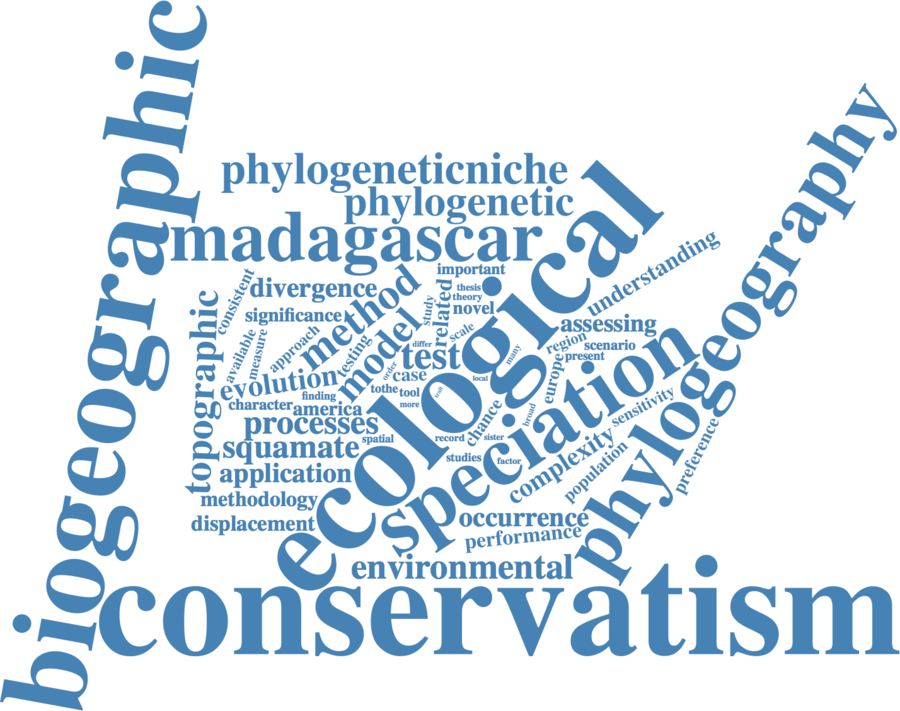 biogeographic
phylogeneticniche
phylogenetic
madagascar
ecological
phylogeography
conservatism
speciation
important
understanding
consistent
divergence
method
thesis
theory
related
novel
study
significance
topographic
model
scale
assessing
approach
available
measure
testing
differ
test
many
region
scenario
present
order
case
evolution
local
europe
tothe
tool
trait
finding
character
america
more
chance
broad
sensitivity
processes
squamate
spatial
record
sister
complexity
preference
studies
factor
population
application
methodology
displacement
occurrence
performance
environmental